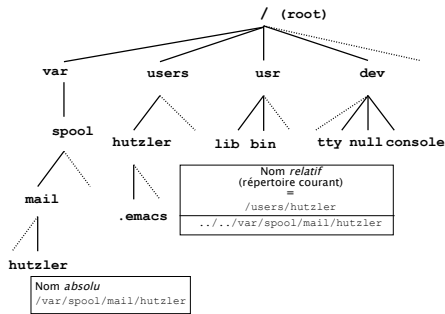 / (root)
var users usr dev
spool hutzler lib bin tty null console
mail .emacs
hutzler
Nom relatif
(répertoire courant)
=
/users/hutzler
../../var/spool/mail/hutzler
Nom absolu
/var/spool/mail/hutzler